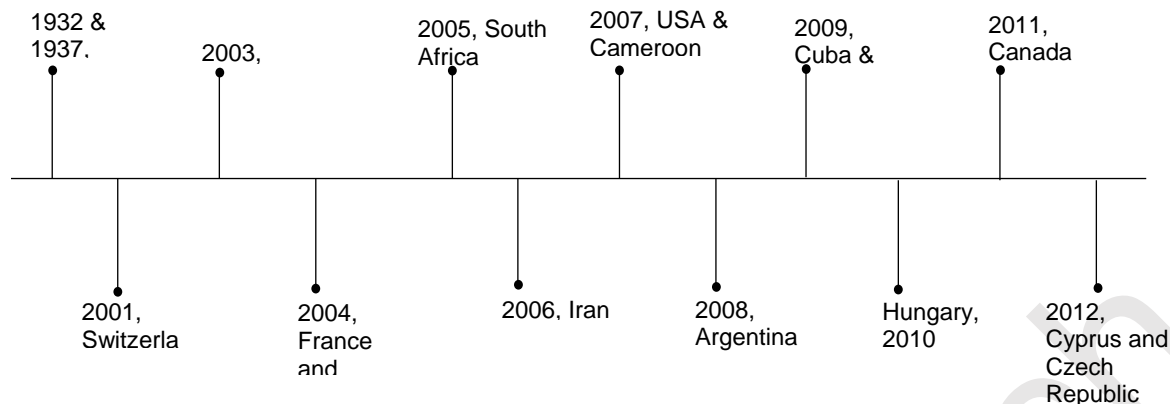 1932 &
1937,
2003,
2005, South
Africa
2007, USA &
Cameroon
2009,
Cuba &
2011,
Canada
2001,
Switzerla
2004,
France
and
2006, Iran
2008,
Argentina
Hungary,
2010
2012,
Cyprus and
Czech
Republic